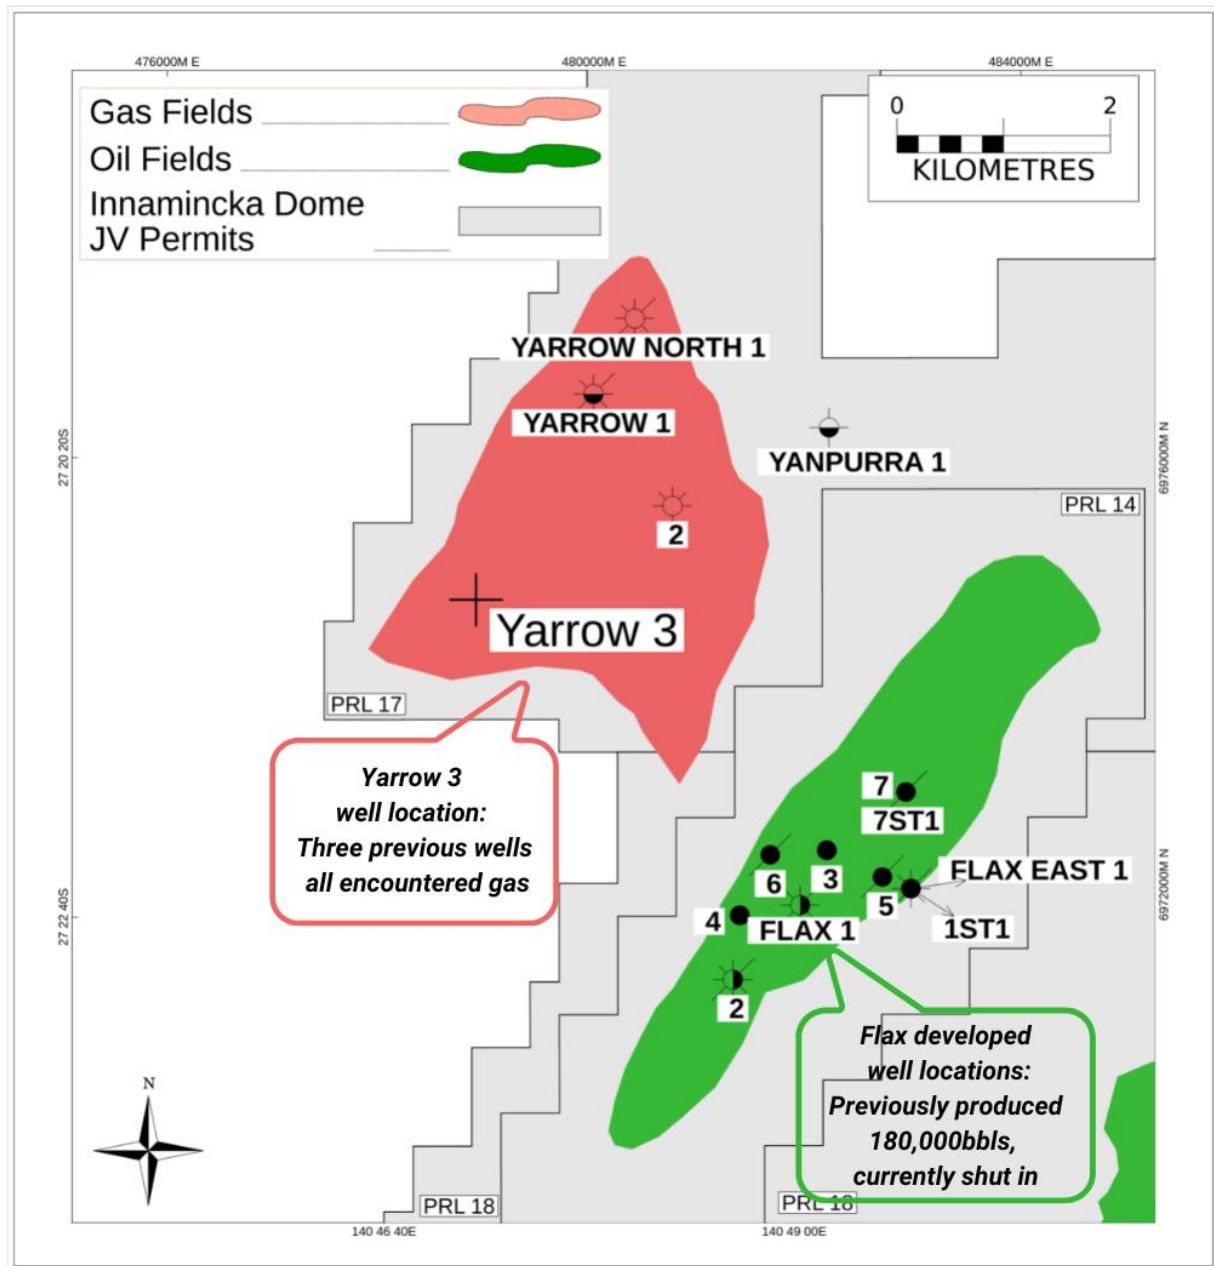 476000M E
480000M E
484000M E
Gas Fields
Oil Fields
Innamincka Dome
JV Permits
0 2
KILOMETRES
YARROW NORTH 1
YARROW 1
YANPURRA 1
27 20 20S
6976000M N
PRL 14
2
Yarrow 3
PRL 17
Yarrow 3
well location:
Three previous wells
all encountered gas
7
7ST1
6
3
5
FLAX EAST 1
1ST1
4
FLAX 1
2
27 22 40S
6972000M N
Flax developed
well locations:
Previously produced
180,000bbls,
currently shut in
N
PRL 18
PRL 18
140 46 40E
140 49 00E